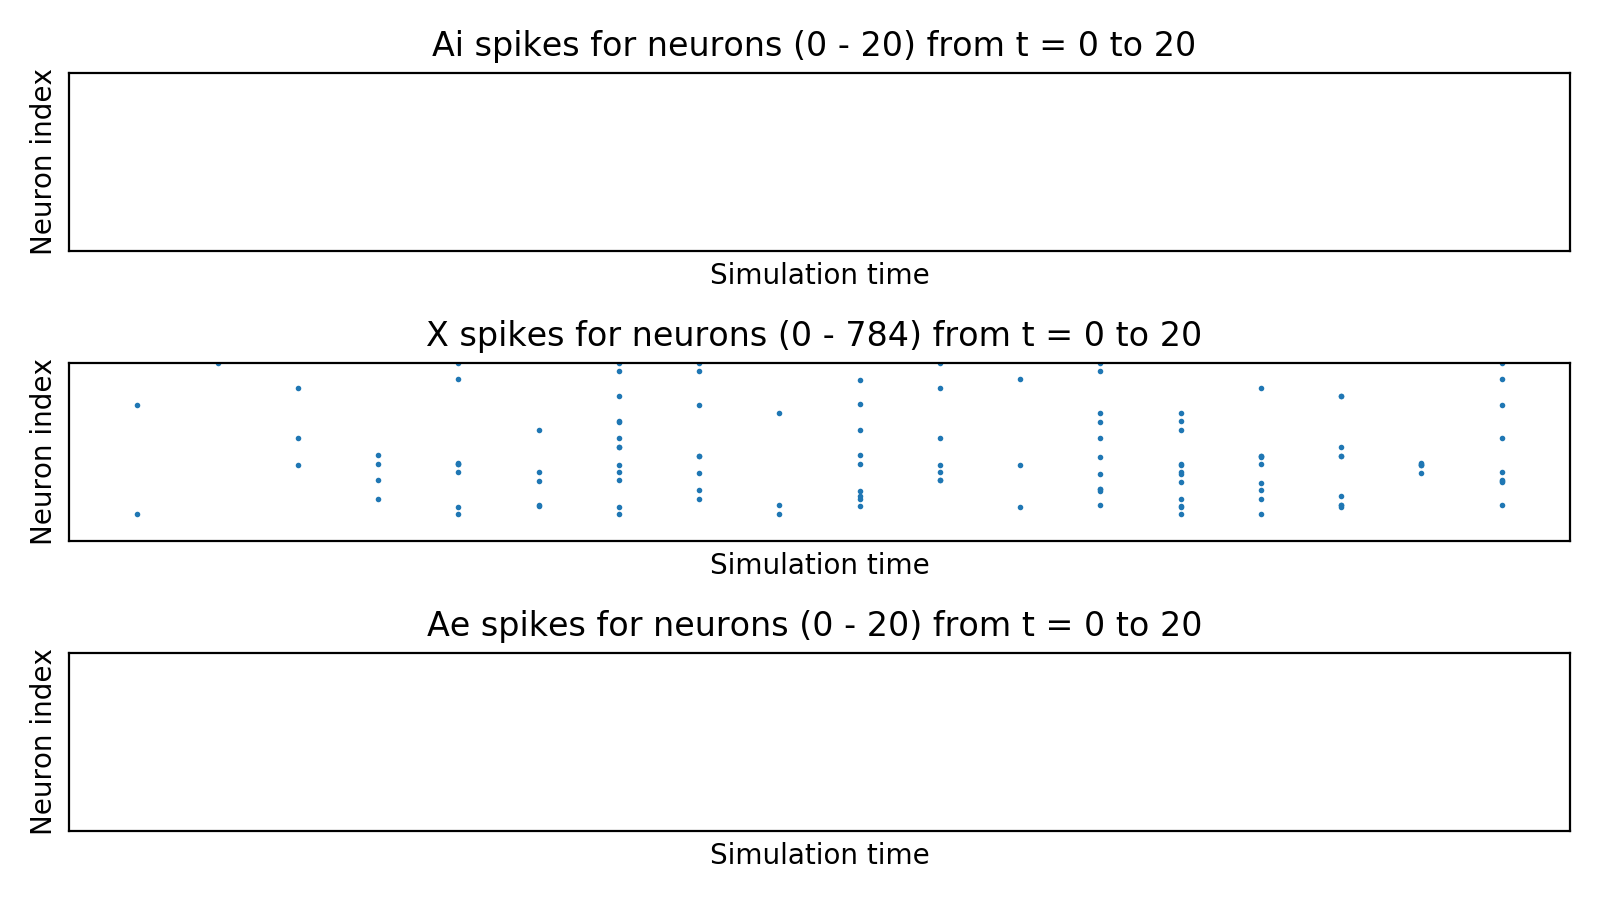 Ai spikes for neurons (0 - 20) from t = 0 to 20
Neuron index
Simulation time
X spikes for neurons (0 - 784) from t = 0 to 20
Neuron index
Simulation time
Ae spikes for neurons (0 - 20) from t = 0 to 20
Neuron index
Simulation time